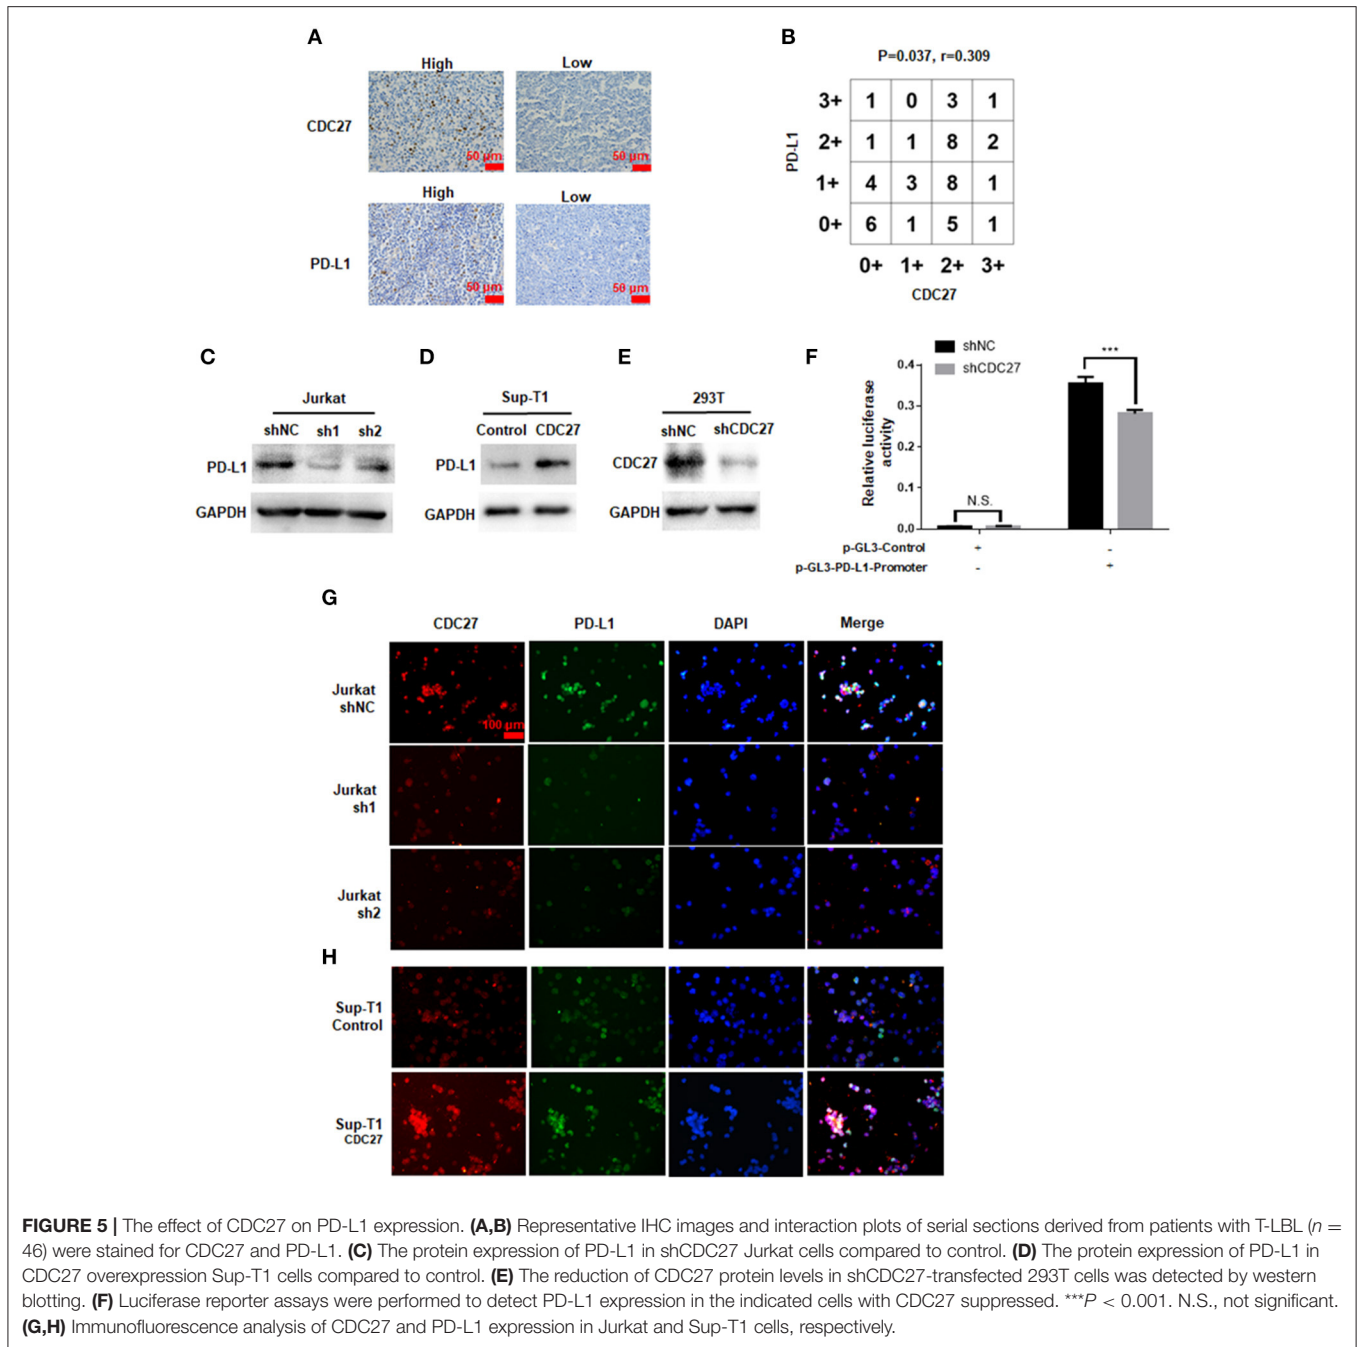 A
High
Low
CDC27
50 µm
50 µm
High
Low
PD-L1
50 µm
50 µm
B
P=0.037, r=0.309
PD-L1
3+ 1 0 3 1
2+ 1 1 8 2
1+ 4 3 8 1
0+ 6 1 5 1
0+ 1+ 2+ 3+
CDC27
C
Jurkat
shNC sh1 sh2
PD-L1
GAPDH
D
Sup-T1
Control CDC27
PD-L1
GAPDH
E
293T
shNC shCDC27
CDC27
GAPDH
F
shNC
shCDC27
Relative luciferase
activity
0.4
0.3
0.2
0.1
0.0
N.S.
***
p-GL3-Control + -
p-GL3-PD-L1-Promoter - +
G
CDC27 PD-L1 DAPI Merge
Jurkat
shNC
100 µm
Jurkat
sh1
Jurkat
sh2
H
Sup-T1
Control
Sup-T1
CDC27
FIGURE 5 | The effect of CDC27 on PD-L1 expression. (A,B) Representative IHC images and interaction plots of serial sections derived from patients with T-LBL (n =
46) were stained for CDC27 and PD-L1. (C) The protein expression of PD-L1 in shCDC27 Jurkat cells compared to control. (D) The protein expression of PD-L1 in
CDC27 overexpression Sup-T1 cells compared to control. (E) The reduction of CDC27 protein levels in shCDC27-transfected 293T cells was detected by western
blotting. (F) Luciferase reporter assays were performed to detect PD-L1 expression in the indicated cells with CDC27 suppressed. ***P < 0.001. N.S., not significant.
(G,H) Immunofluorescence analysis of CDC27 and PD-L1 expression in Jurkat and Sup-T1 cells, respectively.